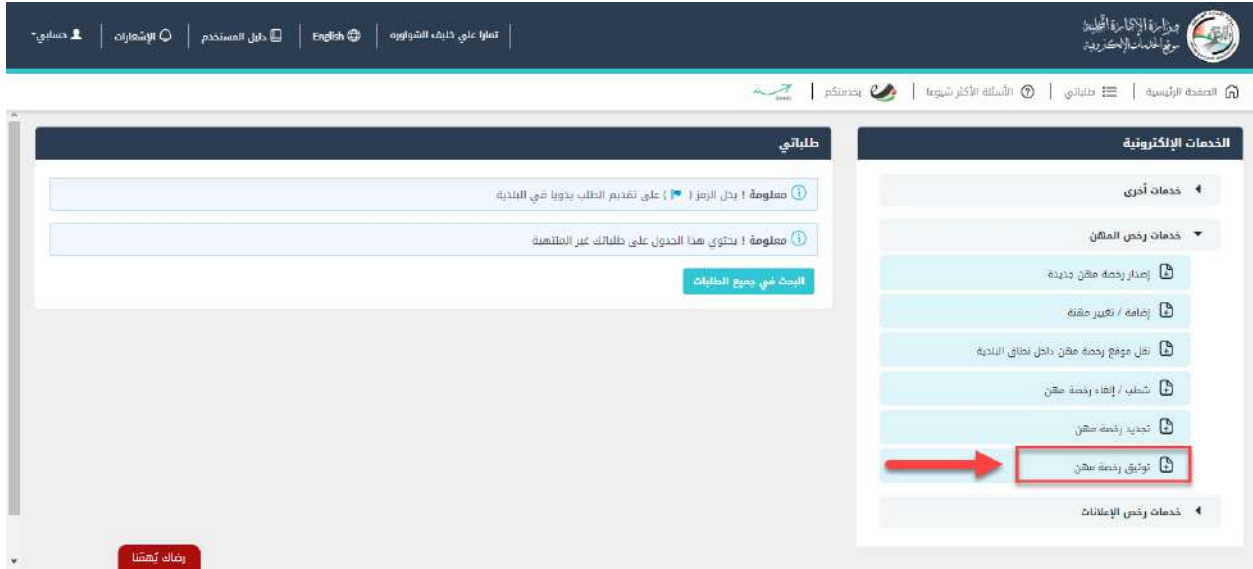 وزارة الإدارة المحلية
موقع الخدمات الإلكترونية
تمارا علي خليف الشواوره
English
دليل المستخدم
الإشعارات
حسابي
الصفحة الرئيسية
طلباتي
الأسئلة الأكثر شيوعا
بخدمتكم
الخدمات الإلكترونية
خدمات أخرى
خدمات رخص المهن
إصدار رخصة مهن جديدة
إضافة / تغيير مهنة
نقل موقع رخصة مهن داخل نطاق البلدية
شطب / إلغاء رخصة مهن
تجديد رخصة مهن
توثيق رخصة مهن
خدمات رخص الإعلانات
طلباتي
معلومة ! يدل الرمز ( ) على تقديم الطلب يدويا في البلدية
معلومة ! يحتوي هذا الجدول على طلباتك غير المنتهية
البحث في جميع الطلبات
رضاك يُهمّنا